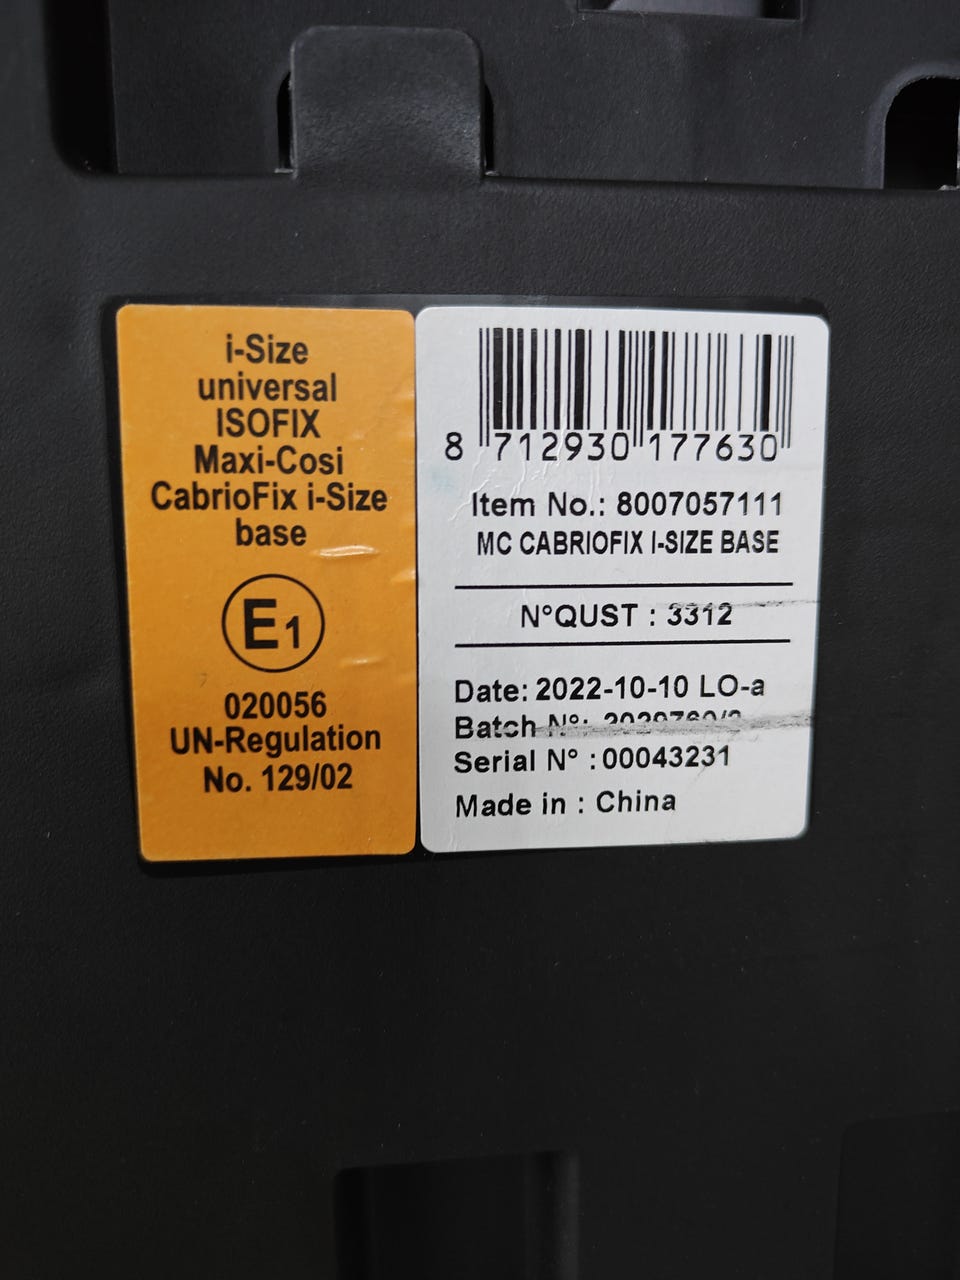 i-Size
universal
ISOFIX
Maxi-Cosi
CabrioFix i-Size
base
E1
020056
UN-Regulation
No. 129/02
8 712930 177630
Item No.: 8007057111
MC CABRIOFIX I-SIZE BASE
N°QUST : 3312
Date: 2022-10-10 LO-a
Batch N°:
Serial N° : 00043231
Made in : China